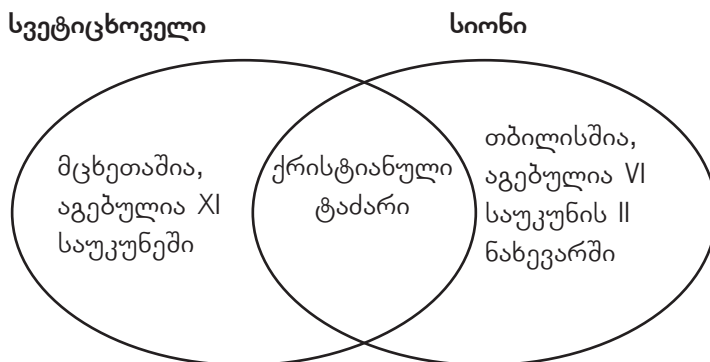 სვეტიცხოველი
სიონი
მცხეთაშია,
აგებულია XI
საუკუნეში
ქრისტიანული
ტაძარი
თბილისშია,
აგებულია VI
საუკუნის II
ნახევარში